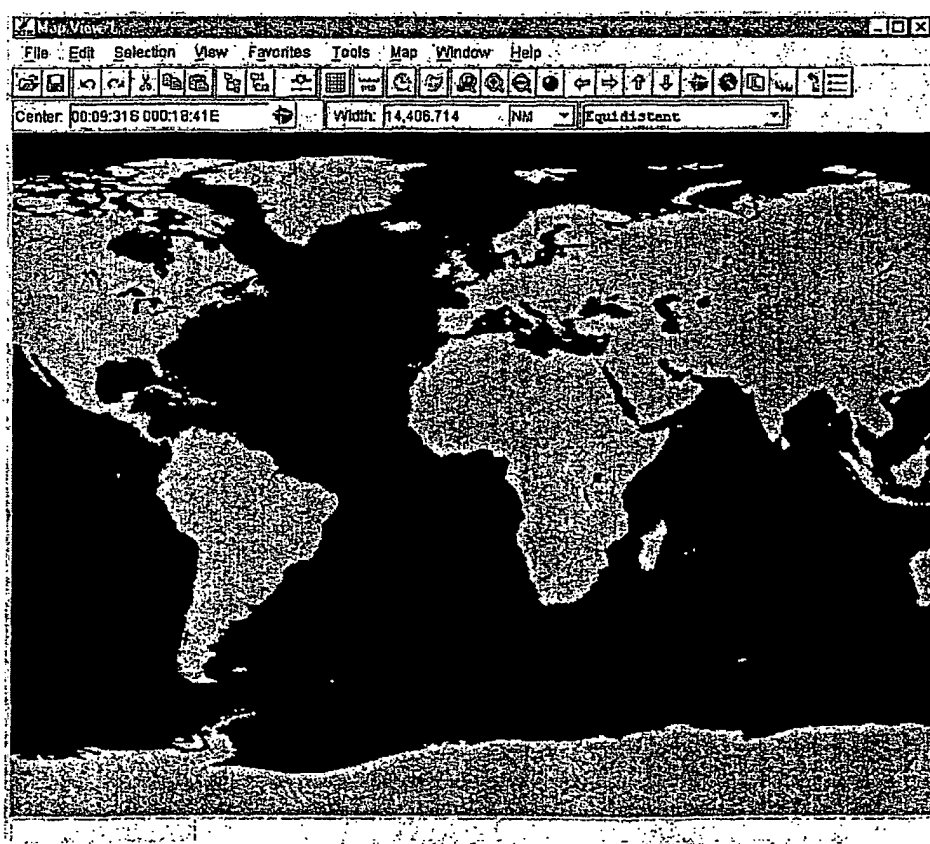 Map View-1
File Edit Selection View Favorites Tools Map Window Help
Center: 00:09:31S 000:18:41E Width: 14,406.714 NM Equidistant